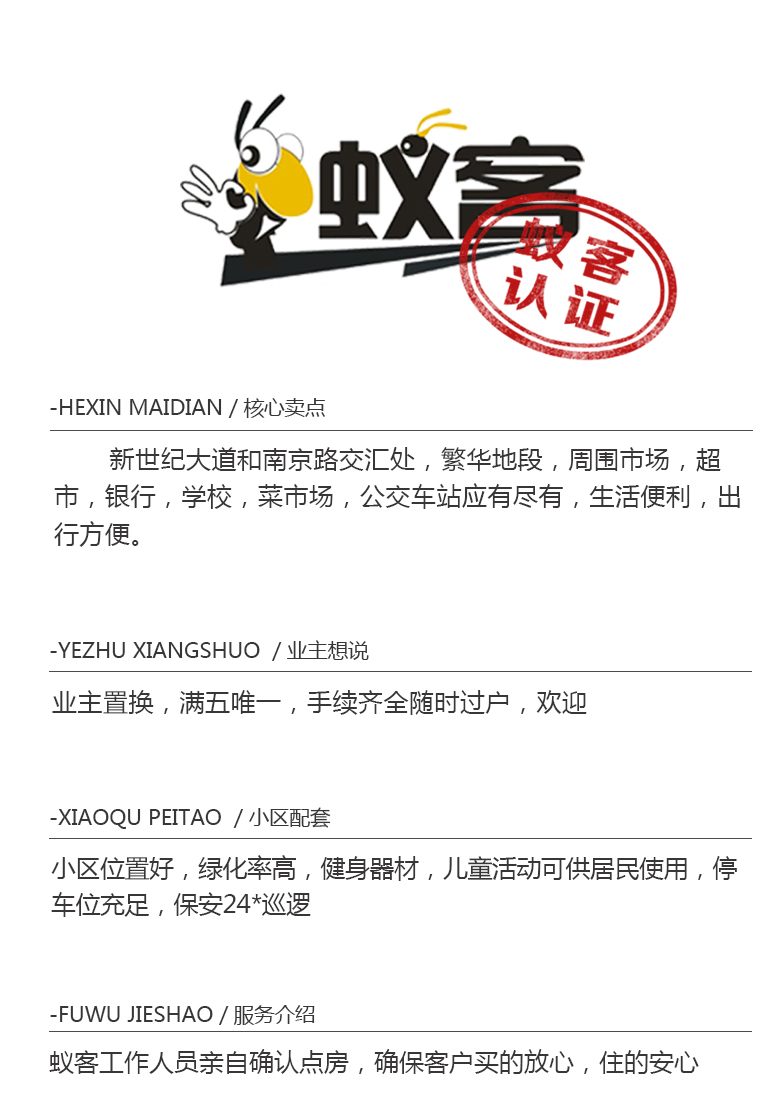 蚁客
蚁客
认证
-HEXIN MAIDIAN / 核心卖点
新世纪大道和南京路交汇处，繁华地段，周围市场，超
市，银行，学校，菜市场，公交车站应有尽有，生活便利，出
行方便。
-YEZHU XIANGSHUO / 业主想说
业主置换，满五唯一，手续齐全随时过户，欢迎
-XIAOQU PEITAO / 小区配套
小区位置好，绿化率高，健身器材，儿童活动可供居民使用，停
车位充足，保安24*巡逻
-FUWU JIESHAO / 服务介绍
蚁客工作人员亲自确认点房，确保客户买的放心，住的安心